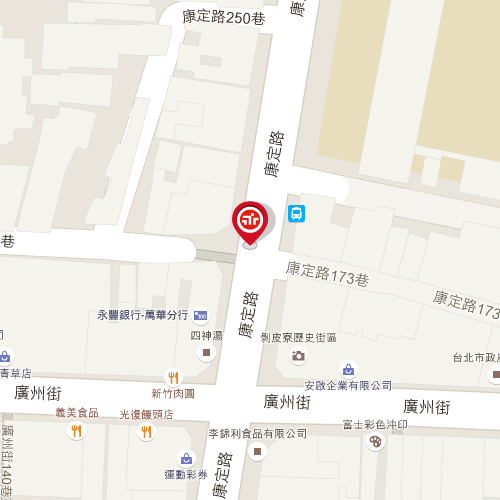 康定路250巷
康
康定路
巷
康定路173巷
康定路173
永豐銀行-萬華分行
康定路
四神湯
剝皮寮歷史街區
司
青草店
新竹肉圓
安啟企業有限公司
台北市政府
廣州街
廣州街
廣州街
義美食品
光復饅頭店
富士彩色沖印
李錦利食品有限公司
廣州街140巷
運動彩券
康定路